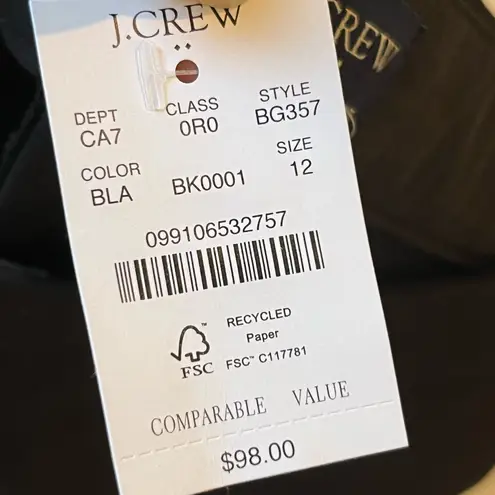 J.CREW
CREW
DEPT CLASS STYLE
CA7 0R0 BG357
COLOR SIZE
BLA BK0001 12
099106532757
RECYCLED
Paper
FSC™ C117781
FSC™
COMPARABLE VALUE
$98.00